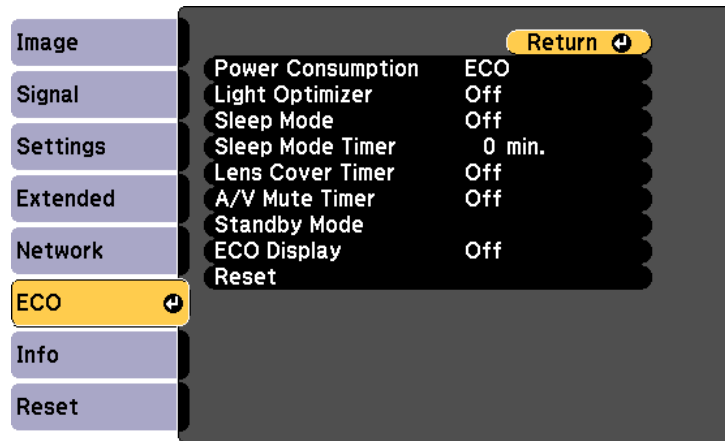 Image
Signal
Settings
Extended
Network
ECO
Info
Reset
Return
Power Consumption ECO
Light Optimizer Off
Sleep Mode Off
Sleep Mode Timer 0 min.
Lens Cover Timer Off
A/V Mute Timer Off
Standby Mode
ECO Display Off
Reset